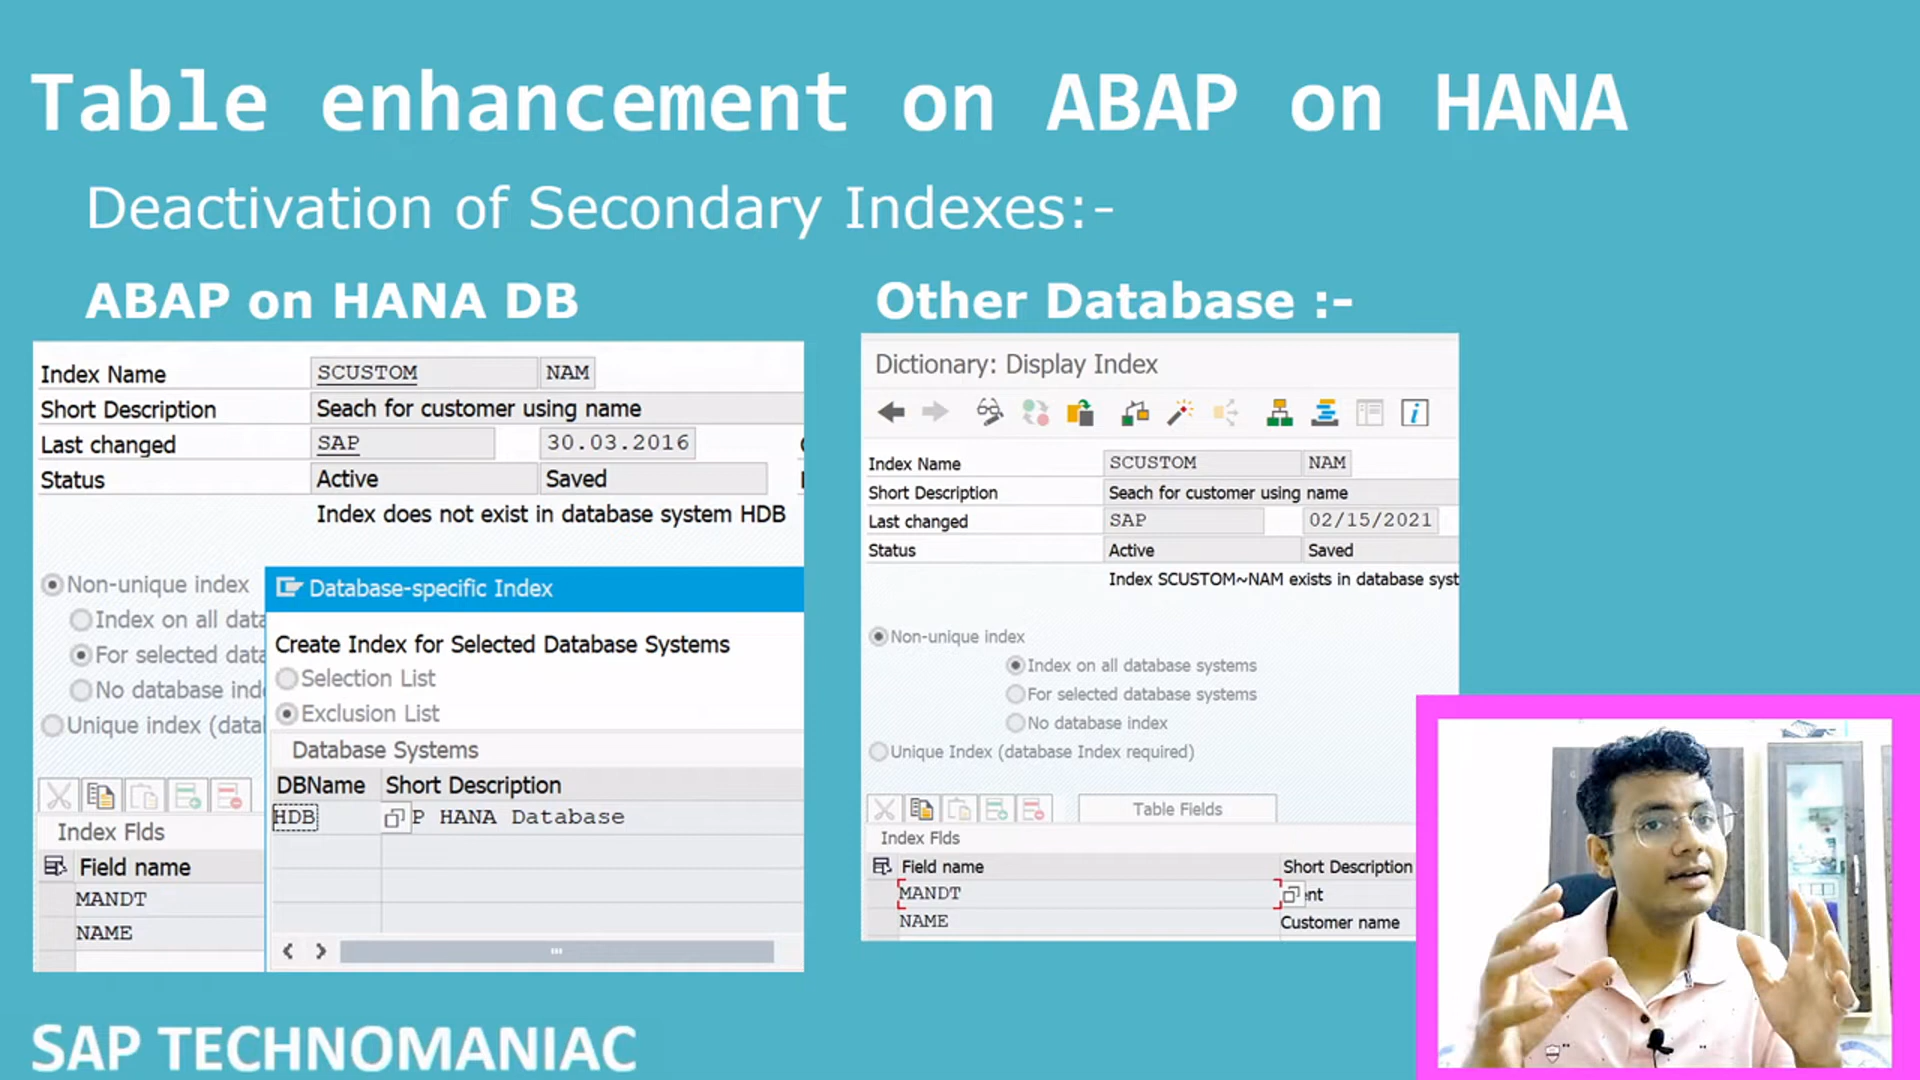 Table enhancement on ABAP on HANA
Deactivation of Secondary Indexes:-
ABAP on HANA DB
Index Name SCUSTOM NAM
Short Description Seach for customer using name
Last changed SAP 30.03.2016
Status Active Saved
Index does not exist in database system HDB
Non-unique index
Index on all data
For selected data
No database inde
Unique index (datal
Index Flds
Field name
MANDT
NAME
Database-specific Index
Create Index for Selected Database Systems
Selection List
Exclusion List
Database Systems
DBName Short Description
HDB P HANA Database
Other Database :-
Dictionary: Display Index
Index Name SCUSTOM NAM
Short Description Seach for customer using name
Last changed SAP 02/15/2021
Status Active Saved
Index SCUSTOM~NAM exists in database syst
Non-unique index
Index on all database systems
For selected database systems
No database index
Unique Index (database Index required)
Table Fields
Index Flds
Field name Short Description
MANDT ent
NAME Customer name
SAP TECHNOMANIAC